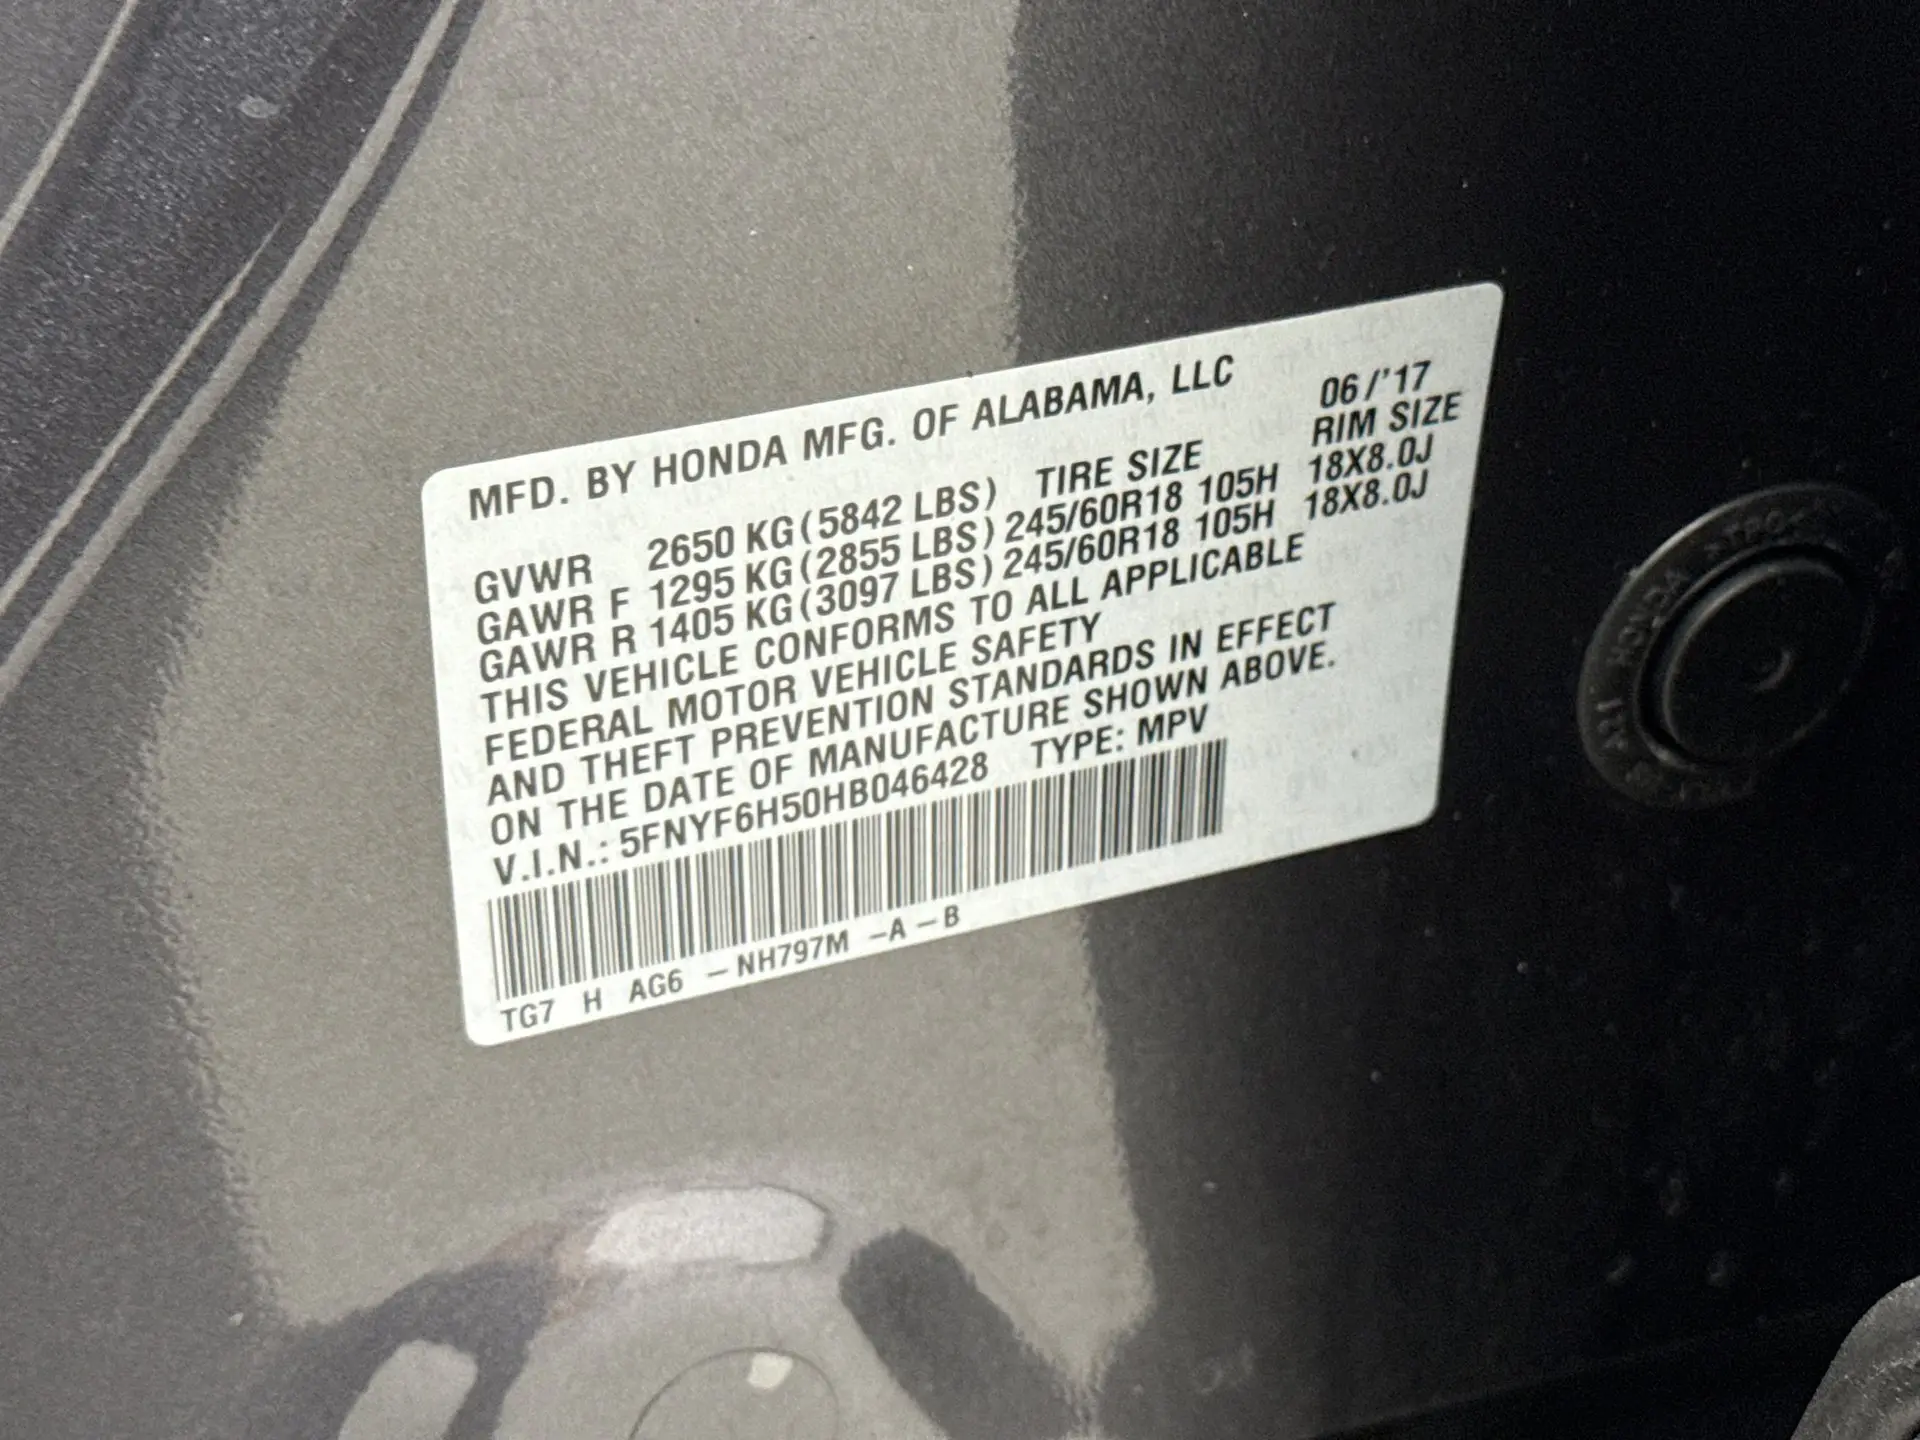 MFD. BY HONDA MFG. OF ALABAMA, LLC 06/'17
TIRE SIZE RIM SIZE
GVWR 2650 KG (5842 LBS)
GAWR F 1295 KG (2855 LBS) 245/60R18 105H 18X8.0J
GAWR R 1405 KG (3097 LBS) 245/60R18 105H 18X8.0J
THIS VEHICLE CONFORMS TO ALL APPLICABLE
FEDERAL MOTOR VEHICLE SAFETY
AND THEFT PREVENTION STANDARDS IN EFFECT
ON THE DATE OF MANUFACTURE SHOWN ABOVE.
V.I.N.: 5FNYF6H50HB046428 TYPE: MPV
TG7 H AG6 -NH797M -A -B
HONDA